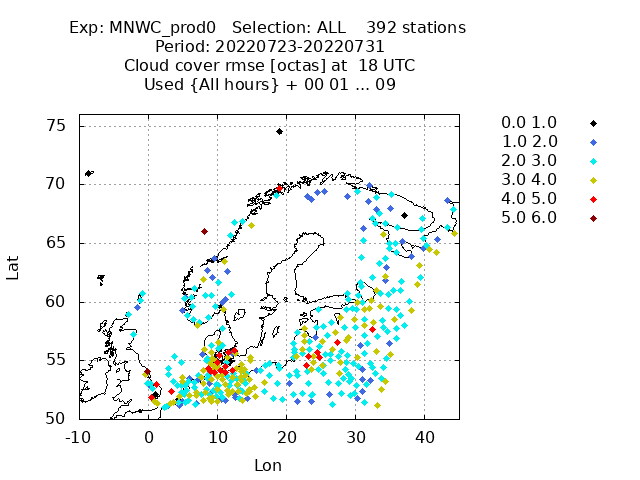 Exp: MNWC_prod0   Selection: ALL    392 stations
Period: 20220723-20220731
Cloud cover rmse [octas] at  18 UTC
Used {All hours} + 00 01 ... 09
0.0 1.0
1.0 2.0
2.0 3.0
3.0 4.0
4.0 5.0
5.0 6.0
75
70
65
60
55
50
Lat
-10 0 10 20 30 40
Lon